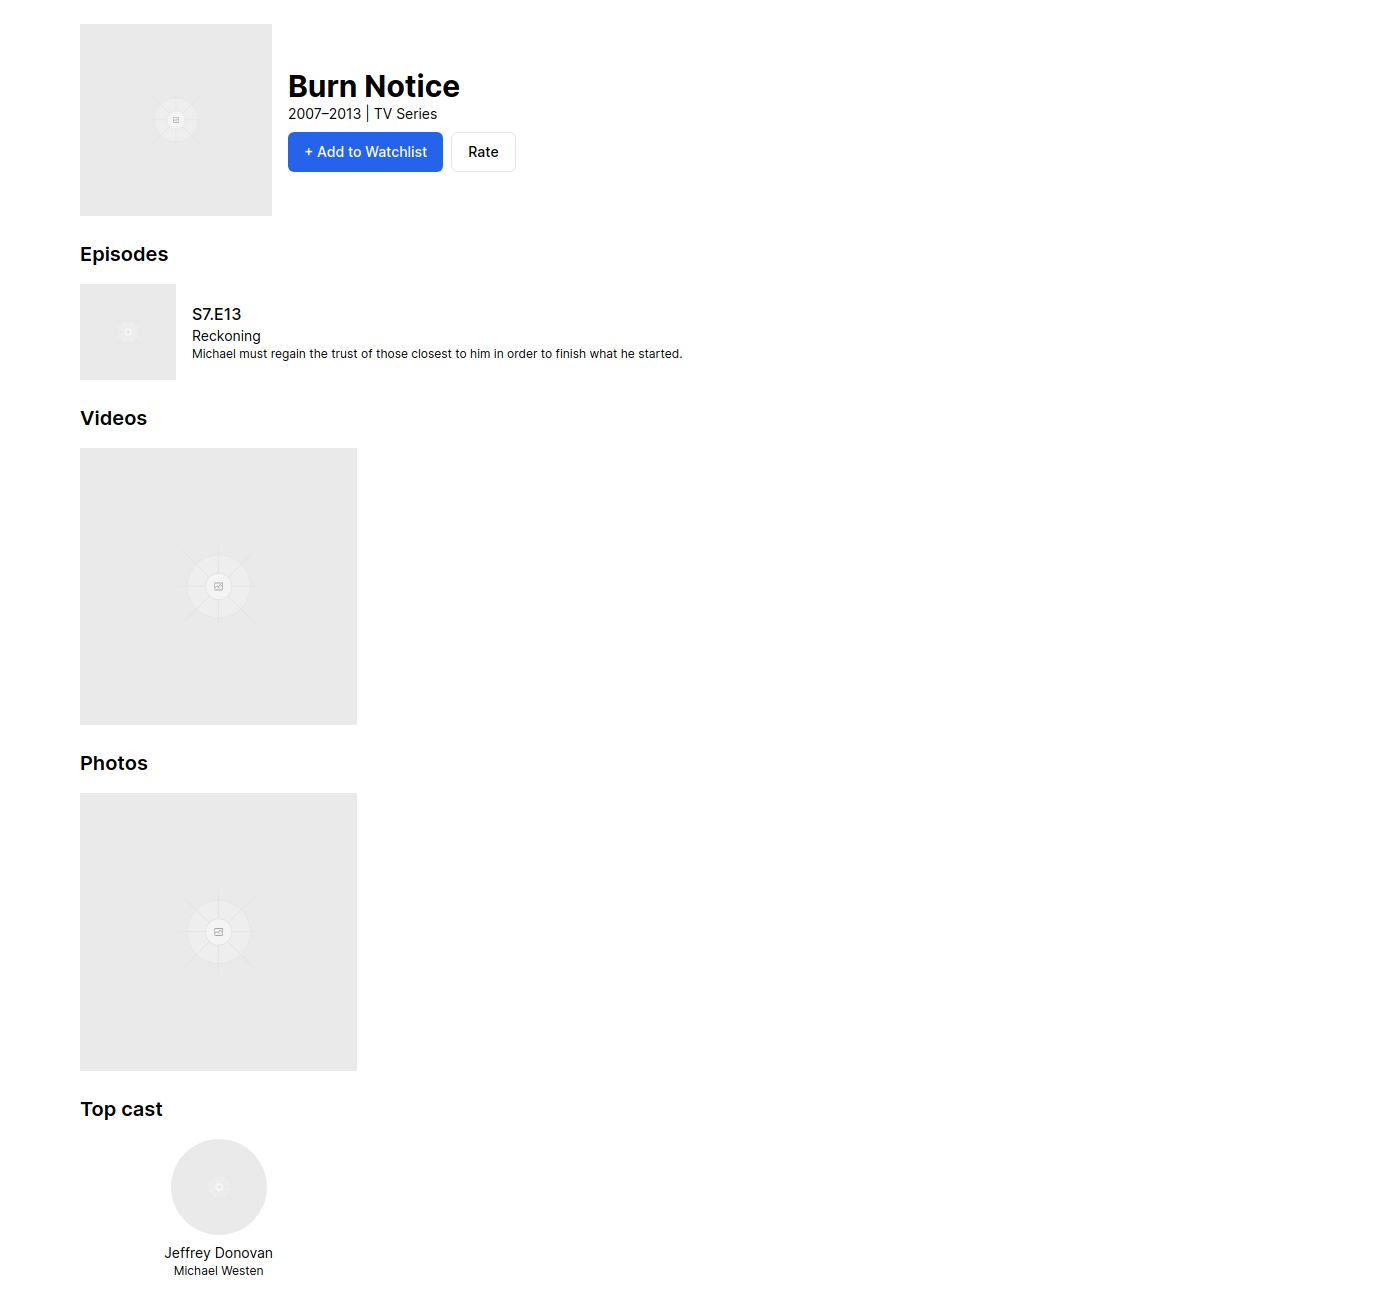 Burn Notice
2007–2013 | TV Series
+ Add to Watchlist
Rate
Episodes
S7.E13
Reckoning
Michael must regain the trust of those closest to him in order to finish what he started.
Videos
Photos
Top cast
Jeffrey Donovan
Michael Westen